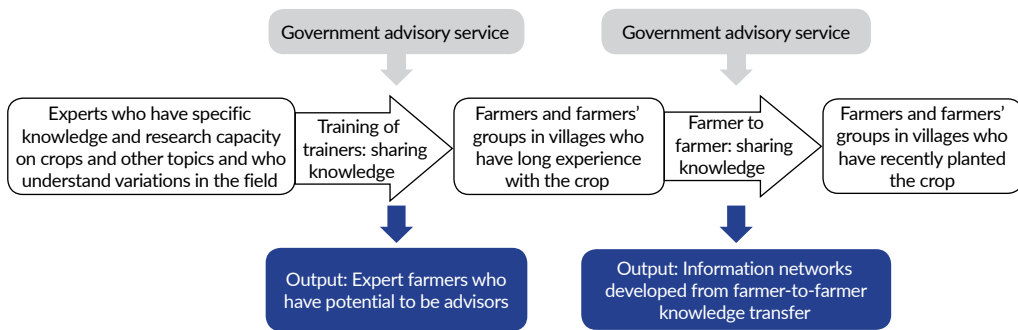 Government advisory service
Government advisory service
Experts who have specific
knowledge and research capacity
on crops and other topics and who
understand variations in the field
Training of
trainers: sharing
knowledge
Farmers and farmers'
groups in villages who
have long experience
with the crop
Farmer to
farmer: sharing
knowledge
Farmers and farmers'
groups in villages who
have recently planted
the crop
Output: Expert farmers who
have potential to be advisors
Output: Information networks
developed from farmer-to-farmer
knowledge transfer